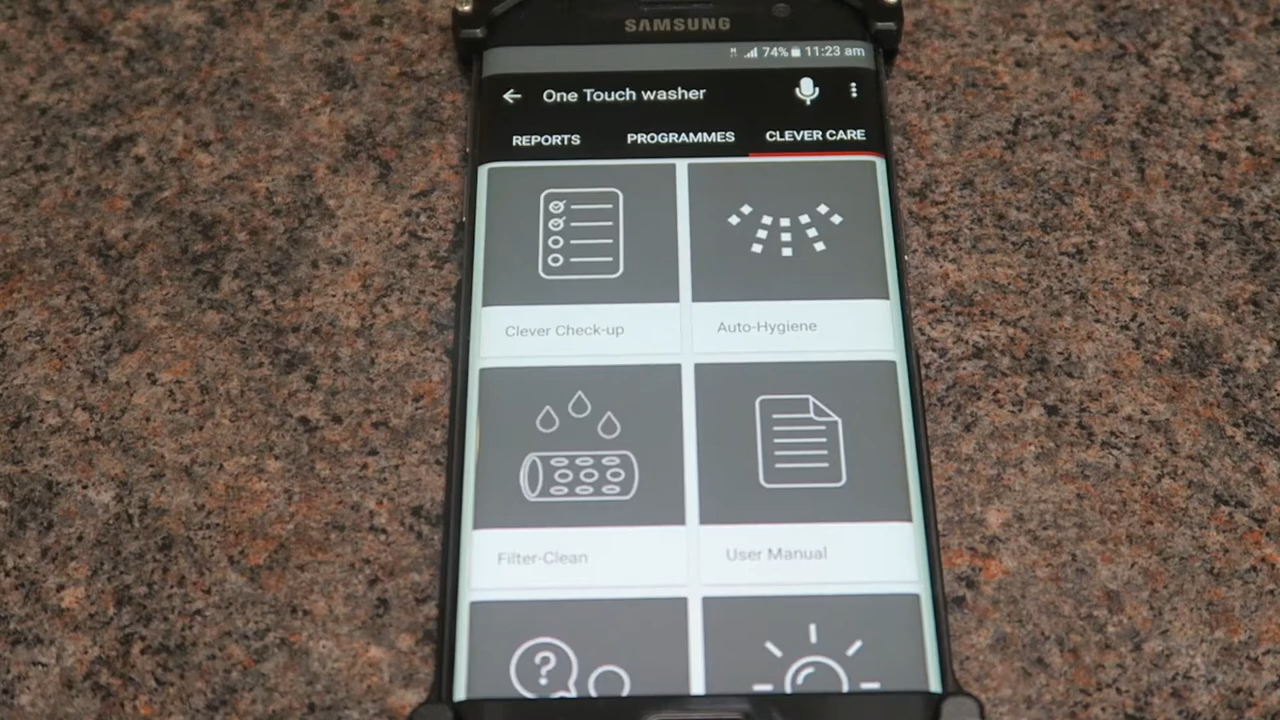 SAMSUNG
74% 11:23 am
One Touch washer
REPORTS PROGRAMMES CLEVER CARE
Clever Check-up Auto-Hygiene
Filter-Clean User Manual
?